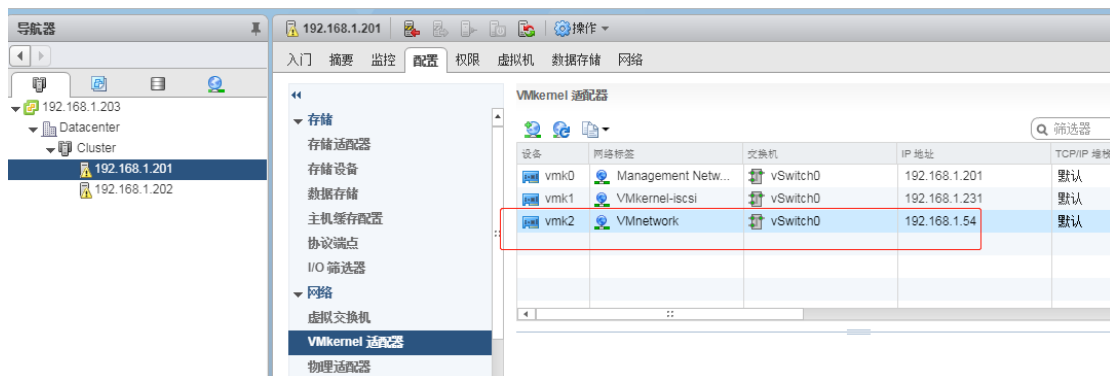 导航器
192.168.1.203
Datacenter
Cluster
192.168.1.201
192.168.1.202
192.168.1.201 操作
入门 摘要 监控 配置 权限 虚拟机 数据存储 网络
存储
存储适配器
存储设备
数据存储
主机缓存配置
协议端点
I/O 筛选器
网络
虚拟交换机
VMkernel 适配器
物理适配器
VMkernel 适配器
筛选器
设备 网络标签 交换机 IP 地址 TCP/IP 堆栈
vmk0 Management Netw... vSwitch0 192.168.1.201 默认
vmk1 VMkernel-iscsi vSwitch0 192.168.1.231 默认
vmk2 VMnetwork vSwitch0 192.168.1.54 默认